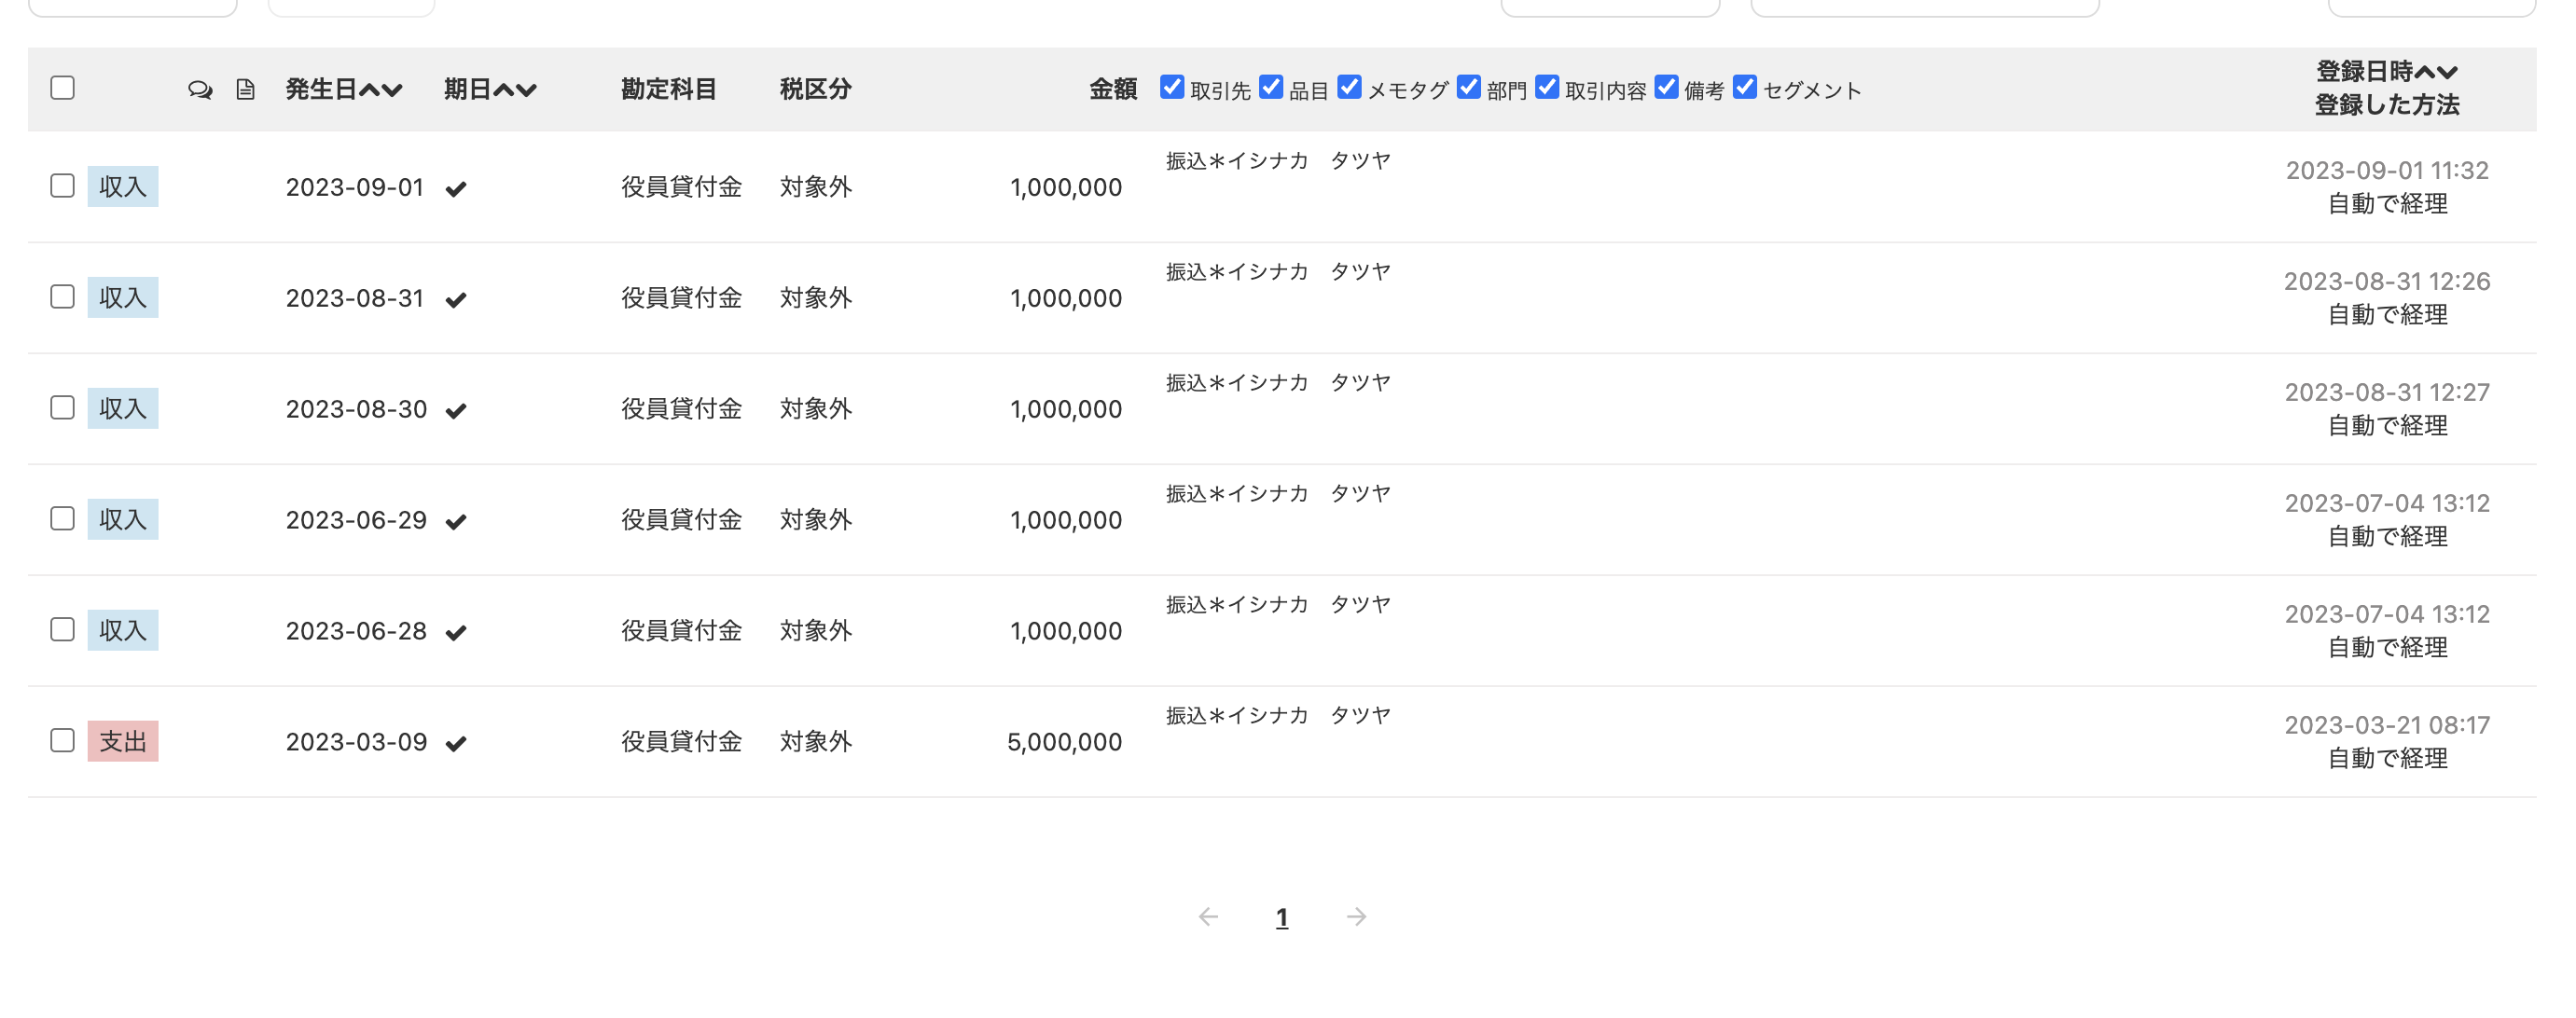 発生日 期日 勘定科目 税区分 金額 取引先 品目 メモタグ 部門 取引内容 備考 セグメント 登録日時
登録した方法
収入 2023-09-01 役員貸付金 対象外 1,000,000 振込*イシナカ　タツヤ 2023-09-01 11:32
自動で経理
収入 2023-08-31 役員貸付金 対象外 1,000,000 振込*イシナカ　タツヤ 2023-08-31 12:26
自動で経理
収入 2023-08-30 役員貸付金 対象外 1,000,000 振込*イシナカ　タツヤ 2023-08-31 12:27
自動で経理
収入 2023-06-29 役員貸付金 対象外 1,000,000 振込*イシナカ　タツヤ 2023-07-04 13:12
自動で経理
収入 2023-06-28 役員貸付金 対象外 1,000,000 振込*イシナカ　タツヤ 2023-07-04 13:12
自動で経理
支出 2023-03-09 役員貸付金 対象外 5,000,000 振込*イシナカ　タツヤ 2023-03-21 08:17
自動で経理
1